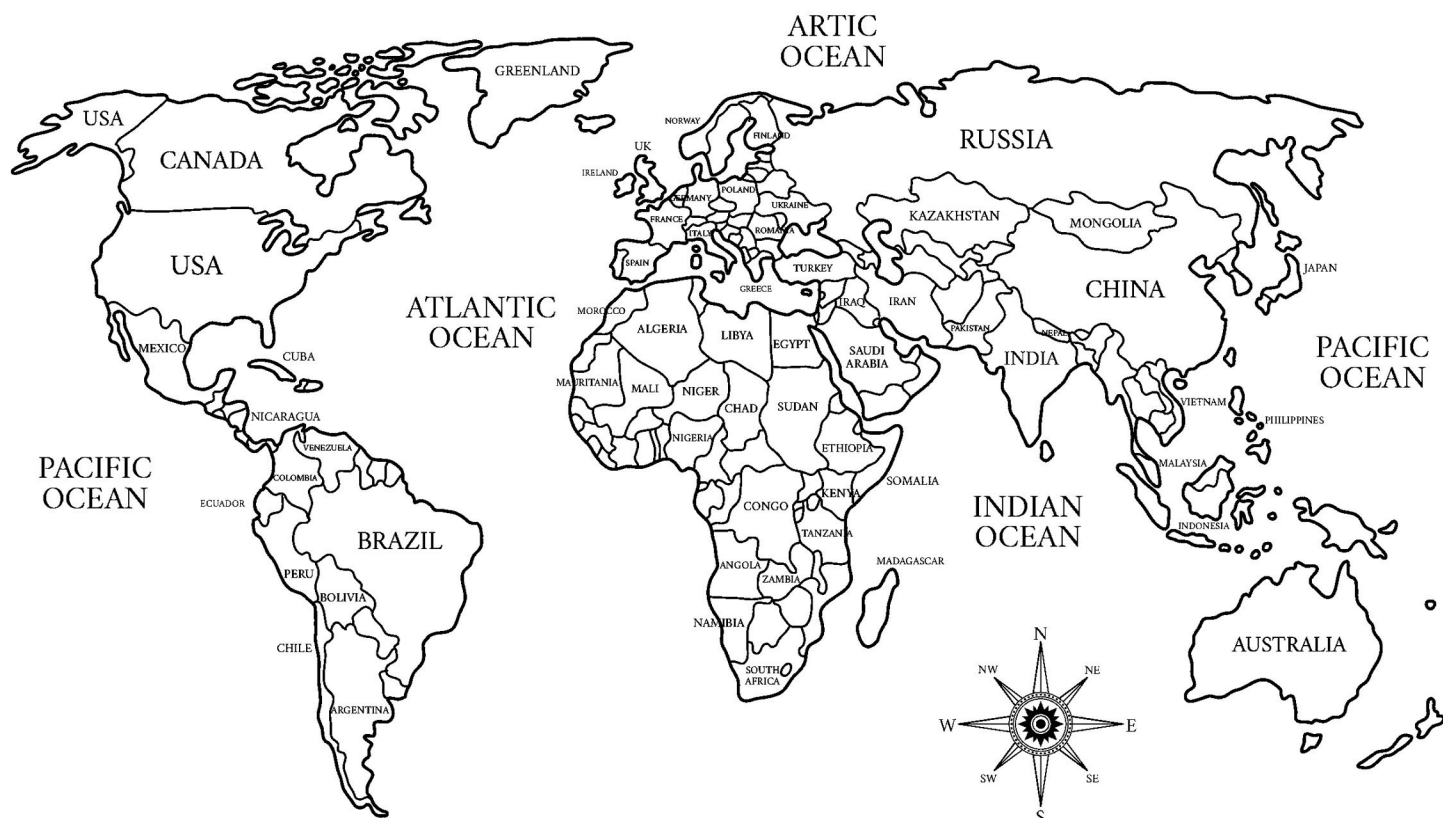 ARTIC
OCEAN
GREENLAND
USA
CANADA
USA
MEXICO
CUBA
NICARAGUA
VENEZUELA
COLOMBIA
ECUADOR
BRAZIL
PERU
BOLIVIA
CHILE
ARGENTINA
PACIFIC
OCEAN
ATLANTIC
OCEAN
NORWAY
FINLAND
UK
IRELAND
GERMANY
POLAND
FRANCE
UKRAINE
ITALY
ROMANIA
SPAIN
GREECE
TURKEY
RUSSIA
KAZAKHSTAN
MONGOLIA
CHINA
JAPAN
IRAQ
IRAN
PAKISTAN
NEPAL
INDIA
SAUDI
ARABIA
MOROCCO
ALGERIA
LIBYA
EGYPT
MAURITANIA
MALI
NIGER
CHAD
SUDAN
NIGERIA
ETHIOPIA
SOMALIA
CONGO
KENYA
TANZANIA
ANGOLA
ZAMBIA
MADAGASCAR
NAMIBIA
SOUTH
AFRICA
INDIAN
OCEAN
VIETNAM
PHILIPPINES
MALAYSIA
INDONESIA
PACIFIC
OCEAN
AUSTRALIA
N
NW
NE
W
E
SW
SE
S